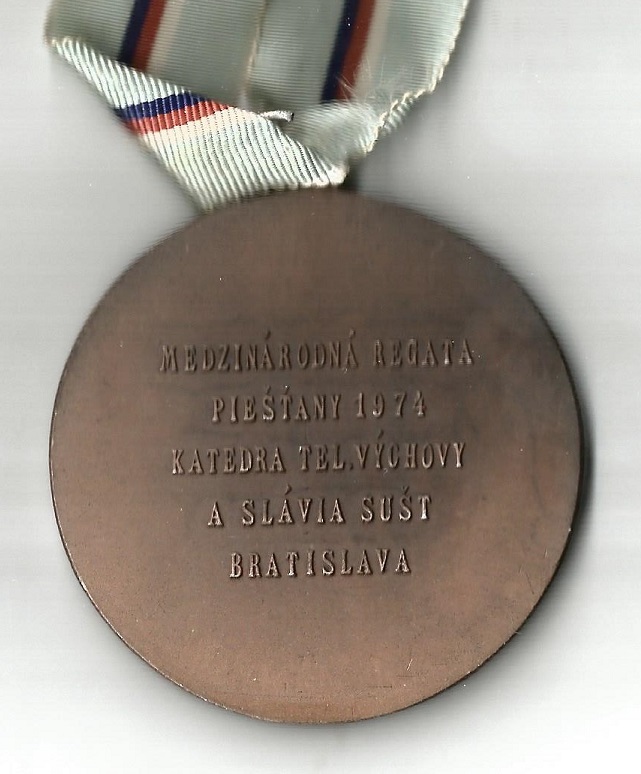 MEDZINÁRODNÁ REGATA
PIEŠŤANY 1974
KATEDRA TEL.VÝCHOVY
A SLÁVIA SUŠT
BRATISLAVA